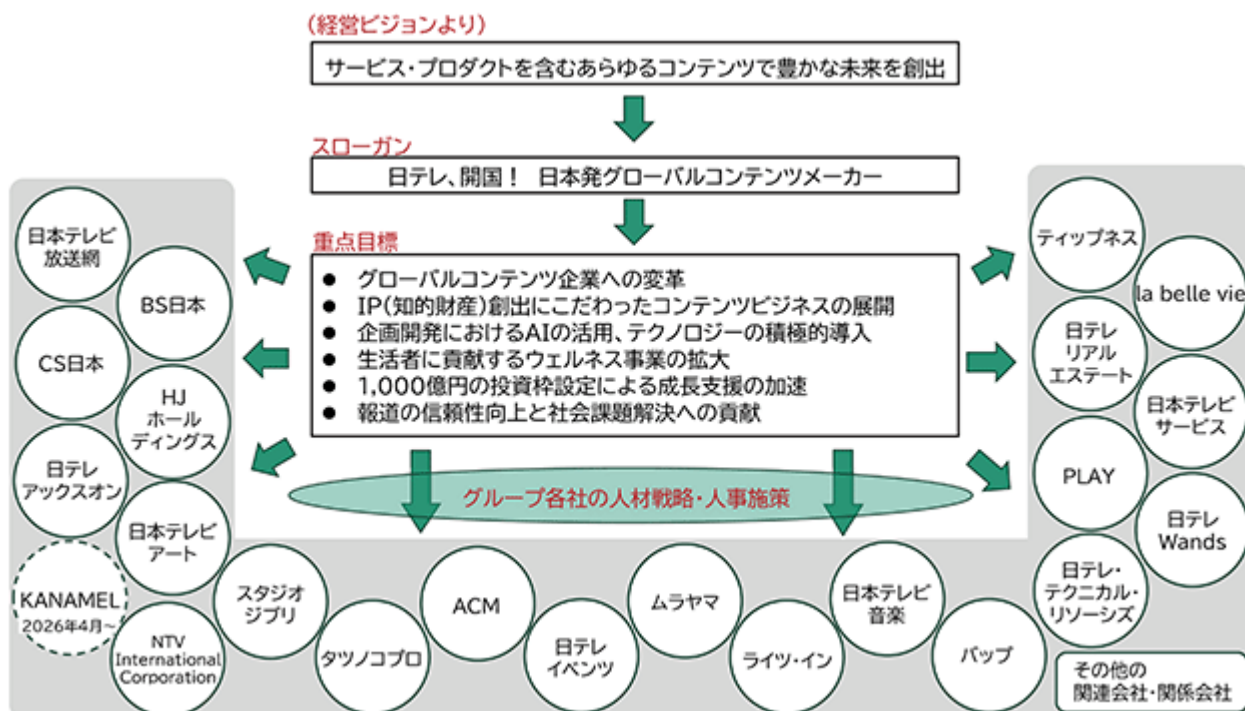 (経営ビジョンより)
サービス・プロダクトを含むあらゆるコンテンツで豊かな未来を創出
スローガン
日テレ、開国！ 日本発グローバルコンテンツメーカー
重点目標
● グローバルコンテンツ企業への変革
● IP(知的財産)創出にこだわったコンテンツビジネスの展開
● 企画開発におけるAIの活用、テクノロジーの積極的導入
● 生活者に貢献するウェルネス事業の拡大
● 1,000億円の投資枠設定による成長支援の加速
● 報道の信頼性向上と社会課題解決への貢献
グループ各社の人材戦略・人事施策
日本テレビ
放送網
BS日本
CS日本
HJ
ホール
ディングス
日テレ
アックスオン
日本テレビ
アート
KANAMEL
2026年4月～
NTV
International
Corporation
スタジオ
ジブリ
タツノコプロ
ACM
日テレ
イベンツ
ムラヤマ
ライツ・イン
日本テレビ
音楽
バップ
ティップネス
la belle vie
日テレ
リアル
エステート
日本テレビ
サービス
PLAY
日テレ
Wands
日テレ・
テクニカル・
リソーシズ
その他の
関連会社・関係会社